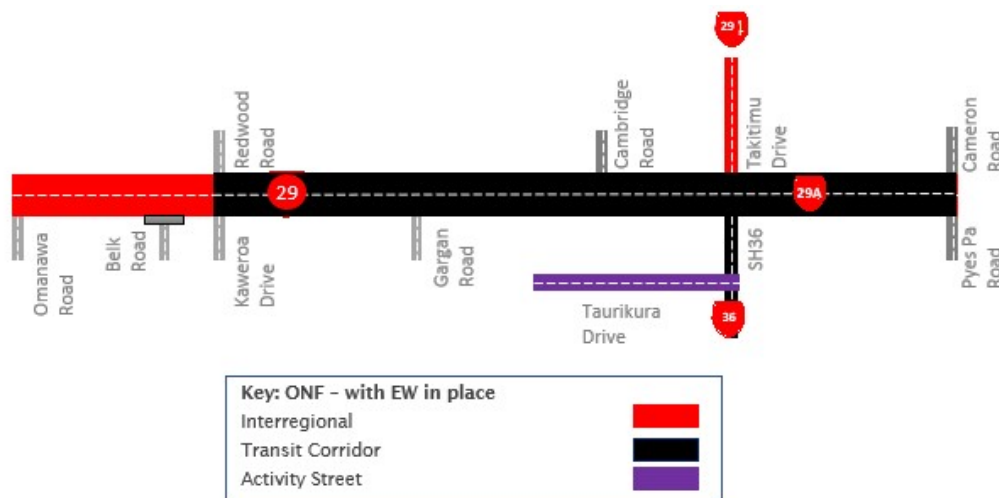 29
Redwood
Road
Cambridge
Road
Takitimu
Drive
Cameron
Road
29
29A
Omanawa
Road
Belk
Road
Kaweroa
Drive
Gargan
Road
SH36
Pyes Pa
Road
Taurikura
Drive
36
Key: ONF – with EW in place
Interregional
Transit Corridor
Activity Street